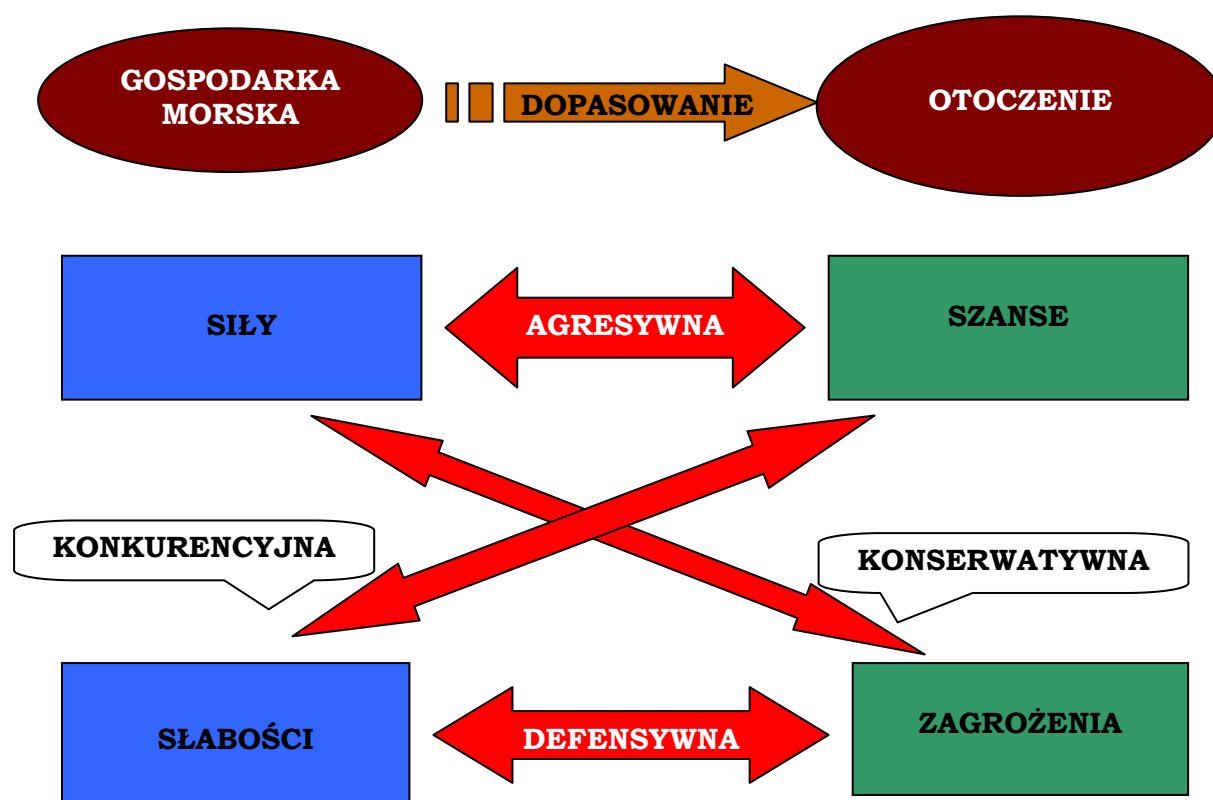 GOSPODARKA
MORSKA
DOPASOWANIE
OTOCZENIE
SIŁY
AGRESYWNA
SZANSE
KONKURENCYJNA
KONSERWATYWNA
SŁABOŚCI
DEFENSYWNA
ZAGROŻENIA